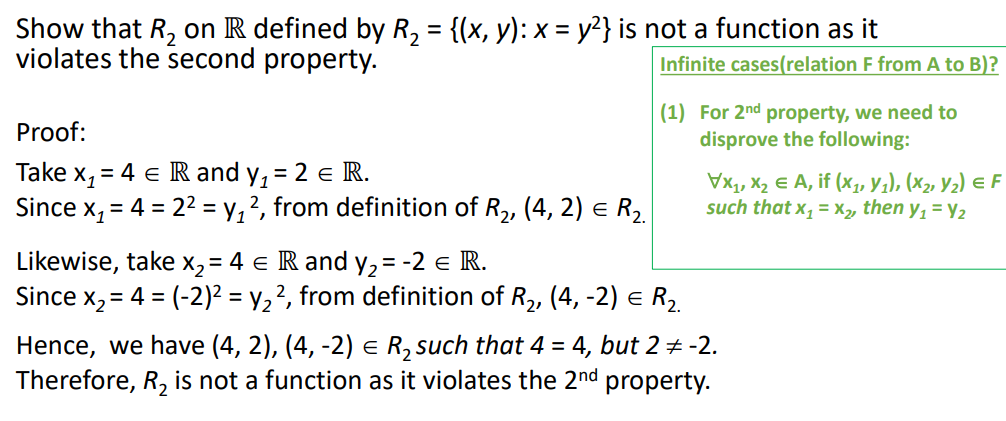 Show that R₂ on ℝ defined by R₂ = {(x, y): x = y²} is not a function as it
violates the second property.
Infinite cases(relation F from A to B)?
(1) For 2nd property, we need to
disprove the following:
∀x₁, x₂ ∈ A, if (x₁, y₁), (x₂, y₂) ∈ F
such that x₁ = x₂, then y₁ = y₂
Proof:
Take x₁ = 4 ∈ ℝ and y₁ = 2 ∈ ℝ.
Since x₁ = 4 = 2² = y₁², from definition of R₂, (4, 2) ∈ R₂.
Likewise, take x₂ = 4 ∈ ℝ and y₂ = -2 ∈ ℝ.
Since x₂ = 4 = (-2)² = y₂², from definition of R₂, (4, -2) ∈ R₂.
Hence, we have (4, 2), (4, -2) ∈ R₂ such that 4 = 4, but 2 ≠ -2.
Therefore, R₂ is not a function as it violates the 2nd property.